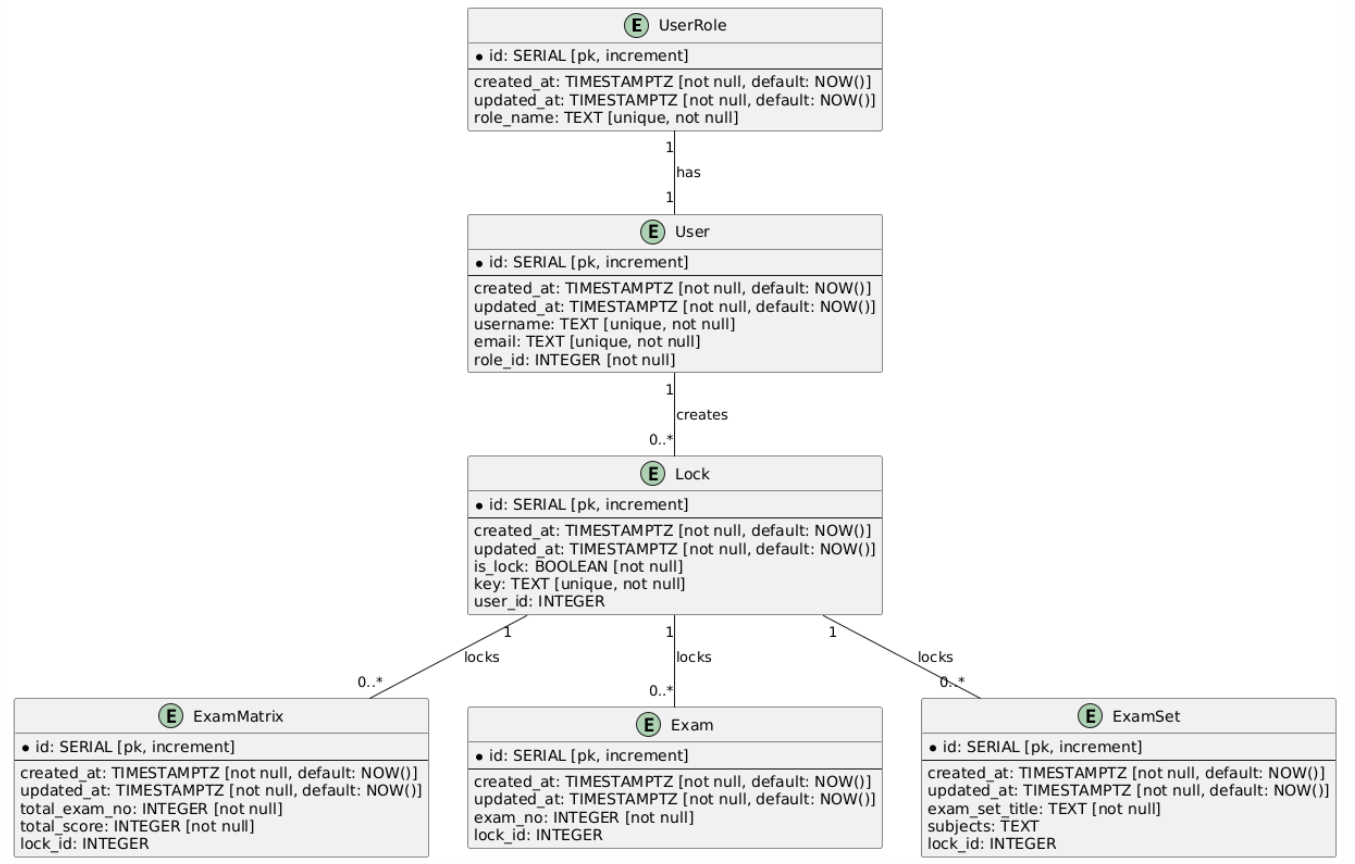 E UserRole
id: SERIAL [pk, increment]
created_at: TIMESTAMPTZ [not null, default: NOW()]
updated_at: TIMESTAMPTZ [not null, default: NOW()]
role_name: TEXT [unique, not null]
1
has
1
E User
id: SERIAL [pk, increment]
created_at: TIMESTAMPTZ [not null, default: NOW()]
updated_at: TIMESTAMPTZ [not null, default: NOW()]
username: TEXT [unique, not null]
email: TEXT [unique, not null]
role_id: INTEGER [not null]
1
creates
0..*
E Lock
id: SERIAL [pk, increment]
created_at: TIMESTAMPTZ [not null, default: NOW()]
updated_at: TIMESTAMPTZ [not null, default: NOW()]
is_lock: BOOLEAN [not null]
key: TEXT [unique, not null]
user_id: INTEGER
1
locks
0..*
1
locks
0..*
1
locks
0..*
E ExamMatrix
id: SERIAL [pk, increment]
created_at: TIMESTAMPTZ [not null, default: NOW()]
updated_at: TIMESTAMPTZ [not null, default: NOW()]
total_exam_no: INTEGER [not null]
total_score: INTEGER [not null]
lock_id: INTEGER
E Exam
id: SERIAL [pk, increment]
created_at: TIMESTAMPTZ [not null, default: NOW()]
updated_at: TIMESTAMPTZ [not null, default: NOW()]
exam_no: INTEGER [not null]
lock_id: INTEGER
E ExamSet
id: SERIAL [pk, increment]
created_at: TIMESTAMPTZ [not null, default: NOW()]
updated_at: TIMESTAMPTZ [not null, default: NOW()]
exam_set_title: TEXT [not null]
subjects: TEXT
lock_id: INTEGER